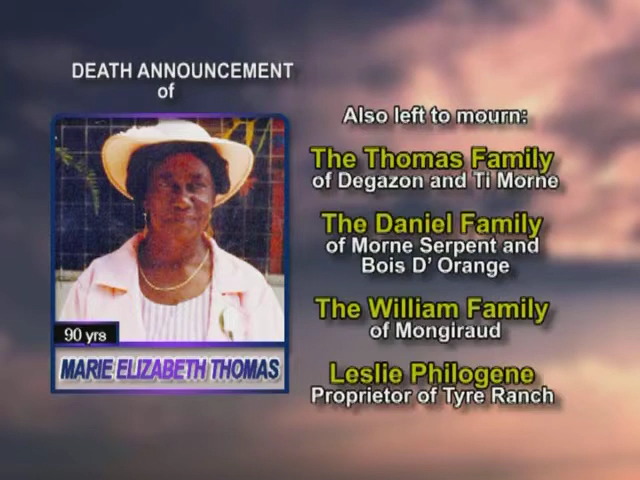 DEATH ANNOUNCEMENT
of
90 yrs
MARIE ELIZABETH THOMAS
Also left to mourn:
The Thomas Family
of Degazon and Ti Morne
The Daniel Family
of Morne Serpent and
Bois D' Orange
The William Family
of Mongiraud
Leslie Philogene
Proprietor of Tyre Ranch